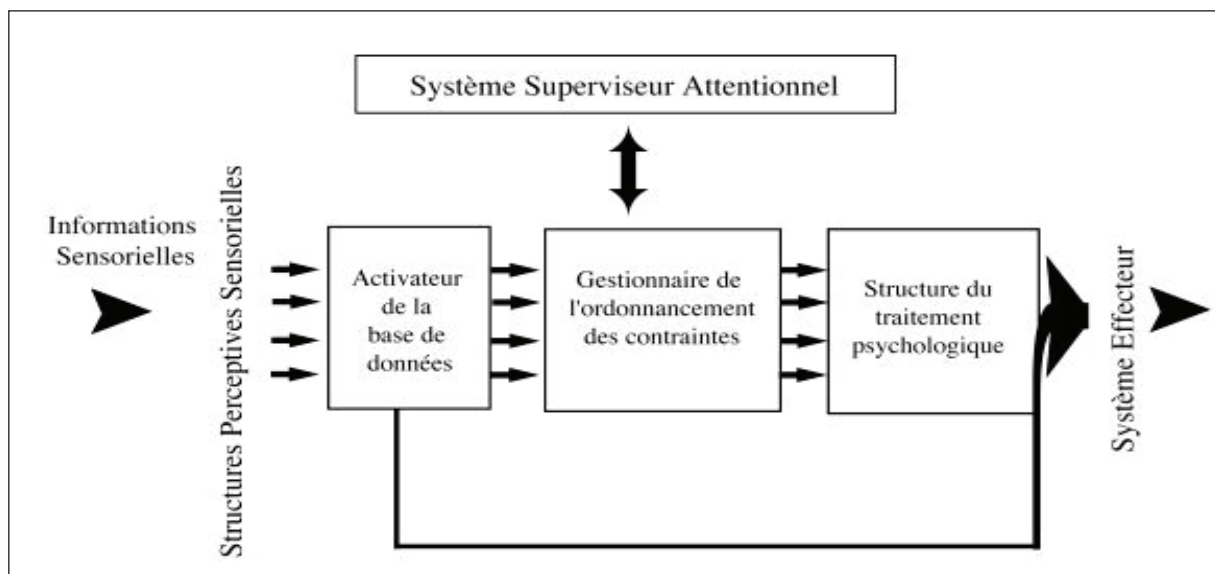 Système Superviseur Attentionnel
Informations
Sensorielles
Structures Perceptives Sensorielles
Activateur
de la
base de
données
Gestionnaire de
l'ordonnancement
des contraintes
Structure du
traitement
psychologique
Système Effecteur